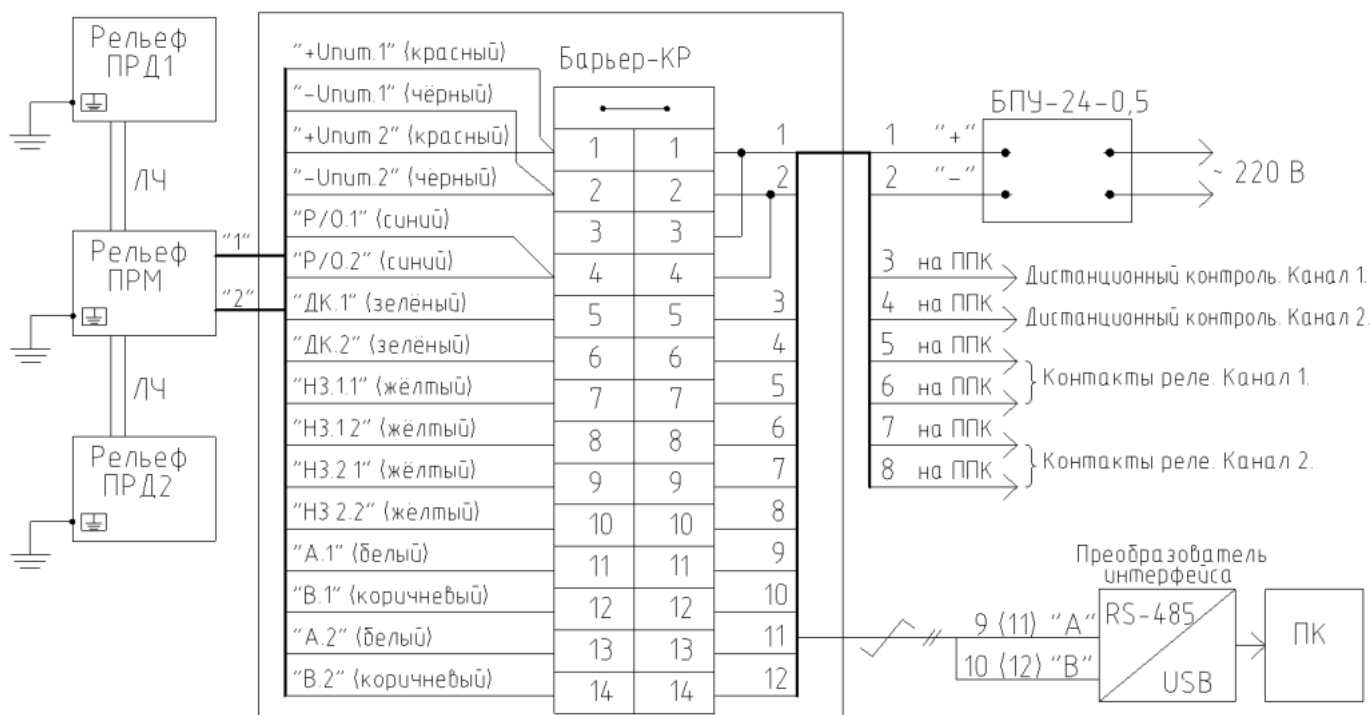 Рельеф
ПРД1
ЛЧ
Рельеф
ПРМ
"1"
"2"
ЛЧ
Рельеф
ПРД2
"+Uпит.1" (красный)
"–Uпит.1" (чёрный)
"+Uпит.2" (красный)
"–Uпит.2" (чёрный)
"Р/О.1" (синий)
"Р/О.2" (синий)
"ДК.1" (зелёный)
"ДК.2" (зелёный)
"НЗ.1.1" (жёлтый)
"НЗ.1 2" (жёлтый)
"НЗ.2 1" (жёлтый)
"НЗ 2.2" (жёлтый)
"А.1" (белый)
"В.1" (коричневый)
"А.2" (белый)
"В.2" (коричневый)
Барьер-КР
1 1
2 2
3 3
4 4
5 5
6 6
7 7
8 8
9 9
10 10
11 11
12 12
13 13
14 14
1
2
3
4
5
6
7
8
9
10
11
12
БПУ-24-0,5
1 "+"
2 "–"
~ 220 В
3 на ППК Дистанционный контроль. Канал 1.
4 на ППК Дистанционный контроль. Канал 2.
5 на ППК
6 на ППК
Контакты реле. Канал 1.
7 на ППК
8 на ППК
Контакты реле. Канал 2.
Преобразователь
интерфейса
9 (11) "А"
10 (12) "В"
RS-485
USB
ПК